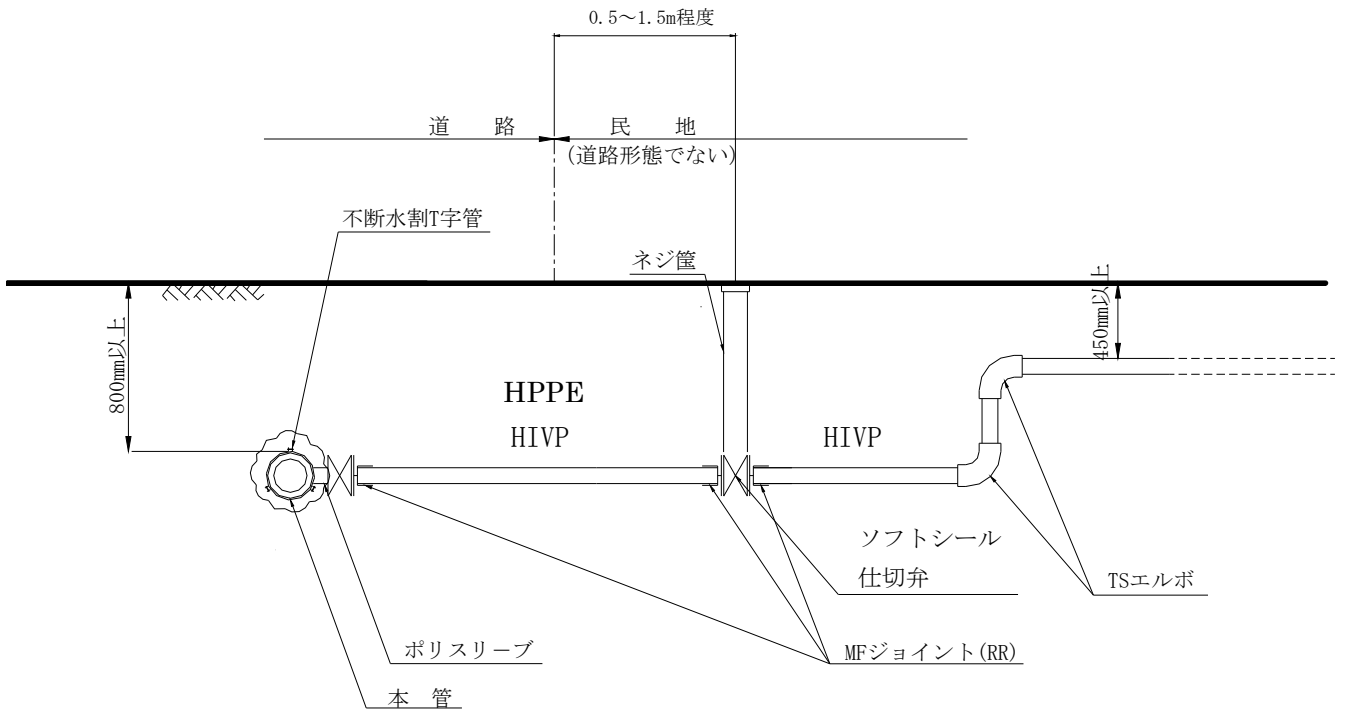 0.5～1.5m程度
道　路
民　地
(道路形態でない)
不断水割T字管
ネジ筐
800mm以上
450mm以上
HPPE
HIVP
HIVP
ソフトシール
仕切弁
TSエルボ
ポリスリーブ
MFジョイント(RR)
本　管